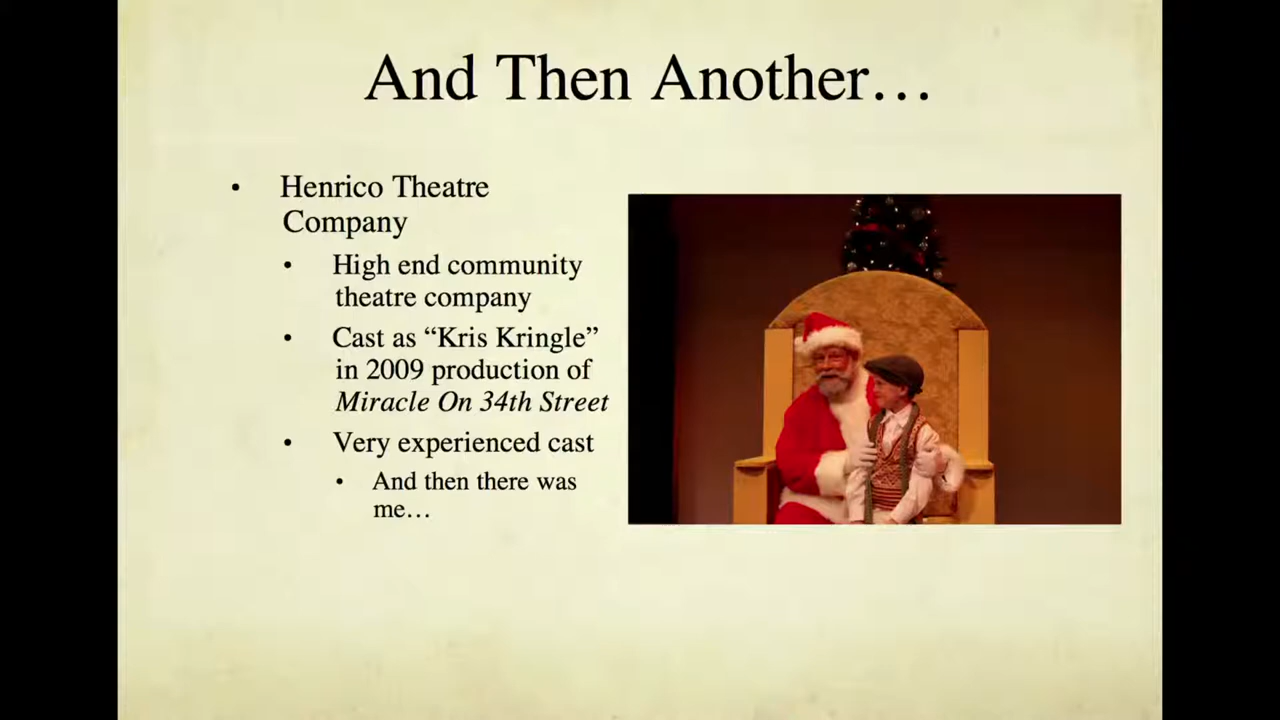 And Then Another…
• Henrico Theatre
Company
• High end community
theatre company
• Cast as “Kris Kringle”
in 2009 production of
Miracle On 34th Street
• Very experienced cast
• And then there was
me…